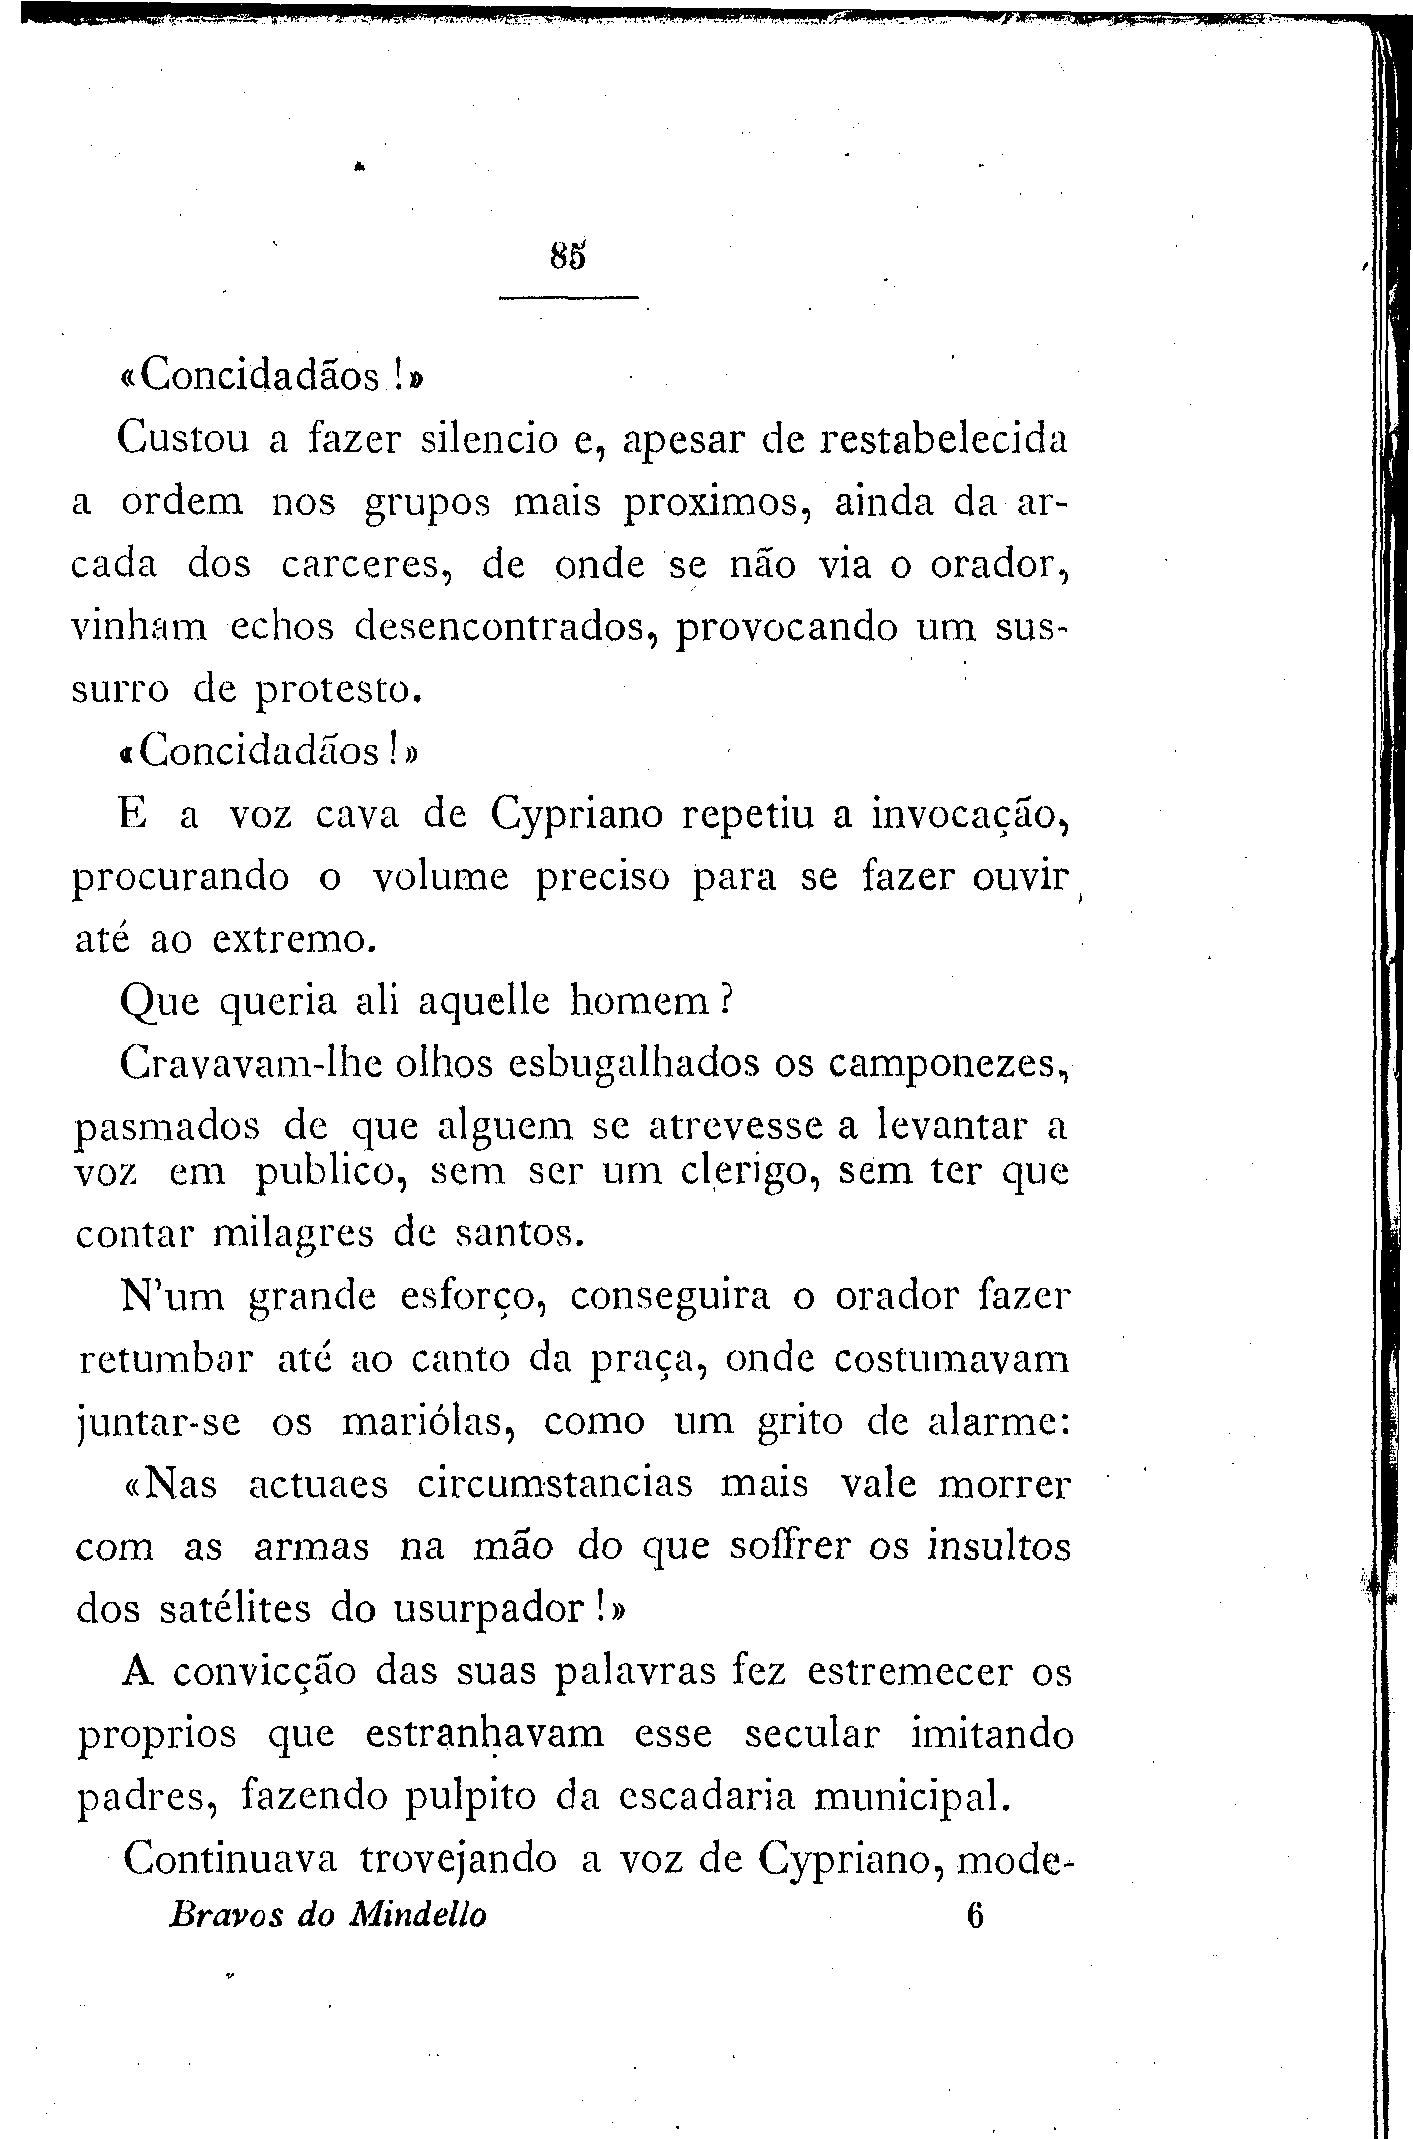 85
«Concidadãos !»
Custou a fazer silencio e, apesar de restabelecida
a ordem nos grupos mais proximos, ainda da ar-
cada dos carceres, de onde se não via o orador,
vinham echos desencontrados, provocando um sus-
surro de protesto.
«Concidadãos !»
E a voz cava de Cypriano repetiu a invocação,
procurando o volume preciso para se fazer ouvir
até ao extremo.
Que queria ali aquelle homem ?
Cravavam-lhe olhos esbugalhados os camponezes,
pasmados de que alguem se atrevesse a levantar a
voz em publico, sem ser um clerigo, sem ter que
contar milagres de santos.
N'um grande esforço, conseguira o orador fazer
retumbar até ao canto da praça, onde costumavam
juntar-se os mariólas, como um grito de alarme:
«Nas actuaes circumstancias mais vale morrer
com as armas na mão do que soffrer os insultos
dos satélites do usurpador !»
A convicção das suas palavras fez estremecer os
proprios que estranhavam esse secular imitando
padres, fazendo pulpito da escadaria municipal.
Continuava trovejando a voz de Cypriano, mode-
Bravos do Mindello 6